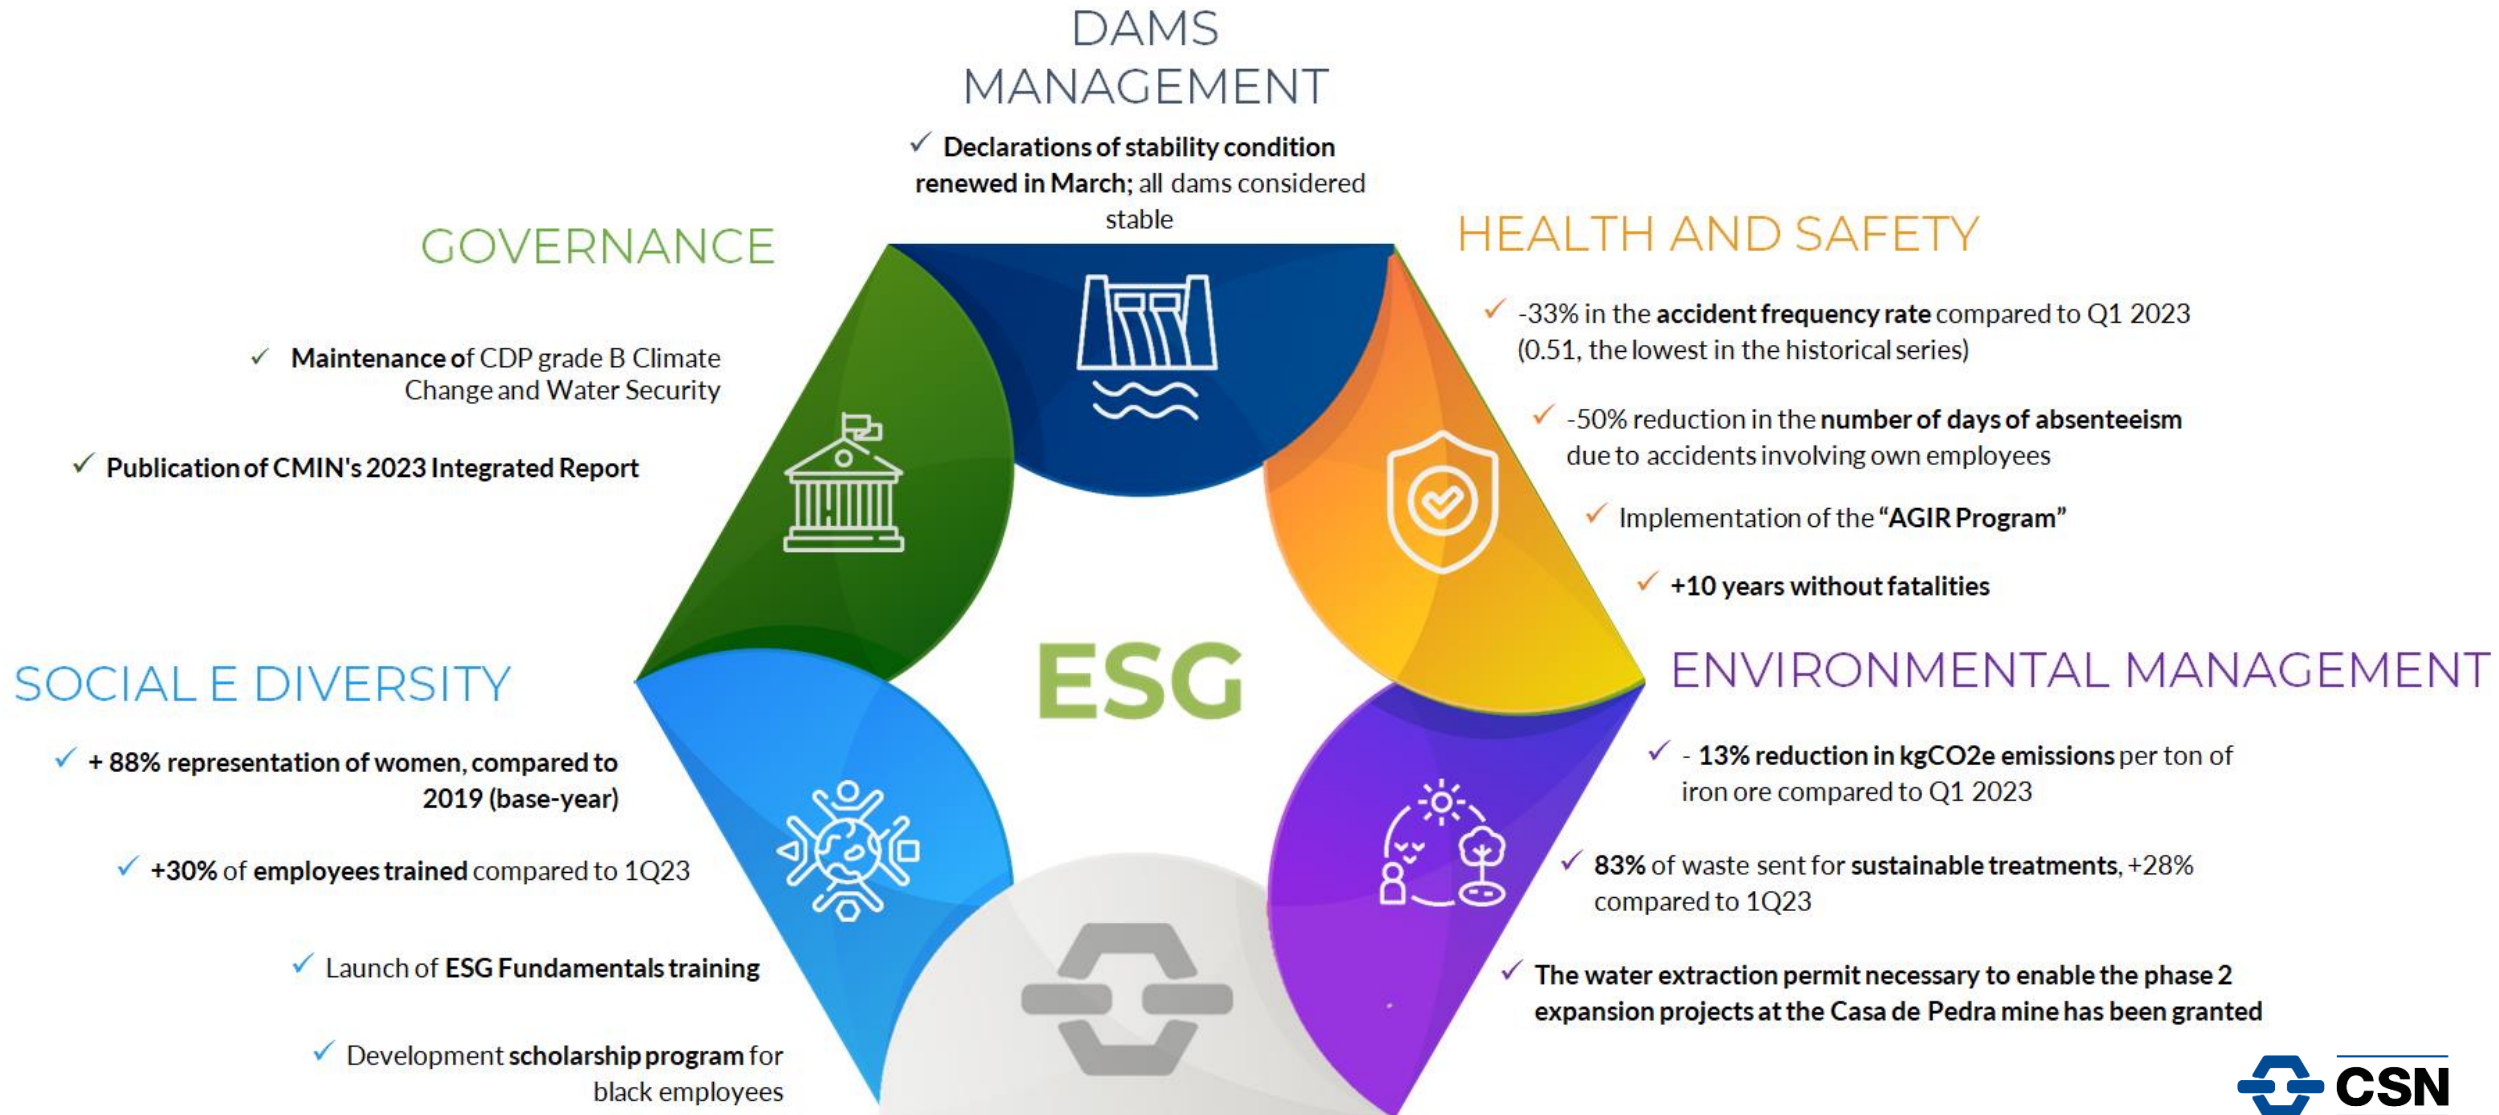 DAMS
MANAGEMENT
✓ Declarations of stability condition
renewed in March; all dams considered
stable
GOVERNANCE
✓ Maintenance of CDP grade B Climate
Change and Water Security
✓ Publication of CMIN's 2023 Integrated Report
HEALTH AND SAFETY
✓ -33% in the accident frequency rate compared to Q1 2023
(0.51, the lowest in the historical series)
✓ -50% reduction in the number of days of absenteeism
due to accidents involving own employees
✓ Implementation of the “AGIR Program”
✓ +10 years without fatalities
ESG
SOCIAL E DIVERSITY
✓ + 88% representation of women, compared to
2019 (base-year)
✓ +30% of employees trained compared to 1Q23
✓ Launch of ESG Fundamentals training
✓ Development scholarship program for
black employees
ENVIRONMENTAL MANAGEMENT
✓ - 13% reduction in kgCO2e emissions per ton of
iron ore compared to Q1 2023
✓ 83% of waste sent for sustainable treatments, +28%
compared to 1Q23
✓ The water extraction permit necessary to enable the phase 2
expansion projects at the Casa de Pedra mine has been granted
CSN